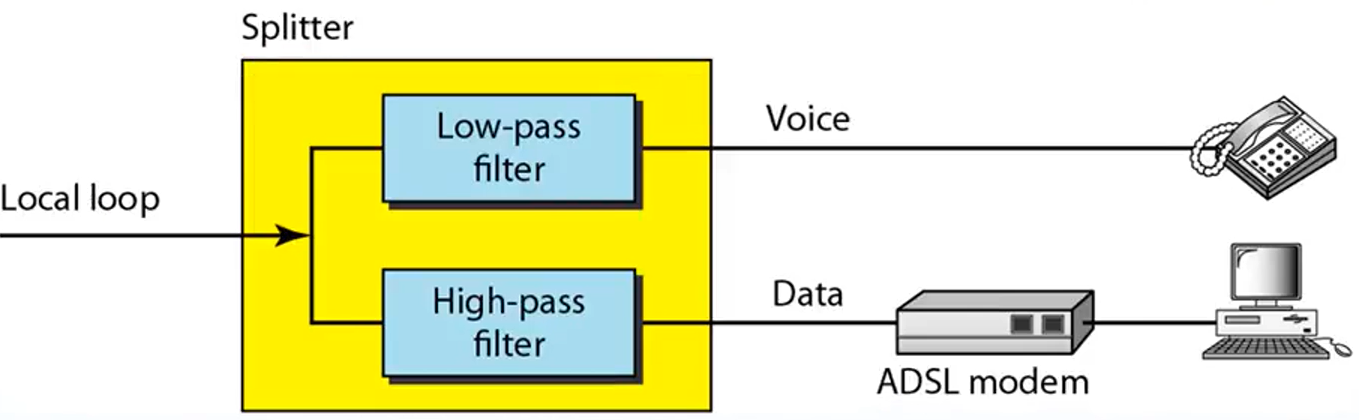 Splitter
Low-pass
filter
Voice
Local loop
High-pass
filter
Data
ADSL modem